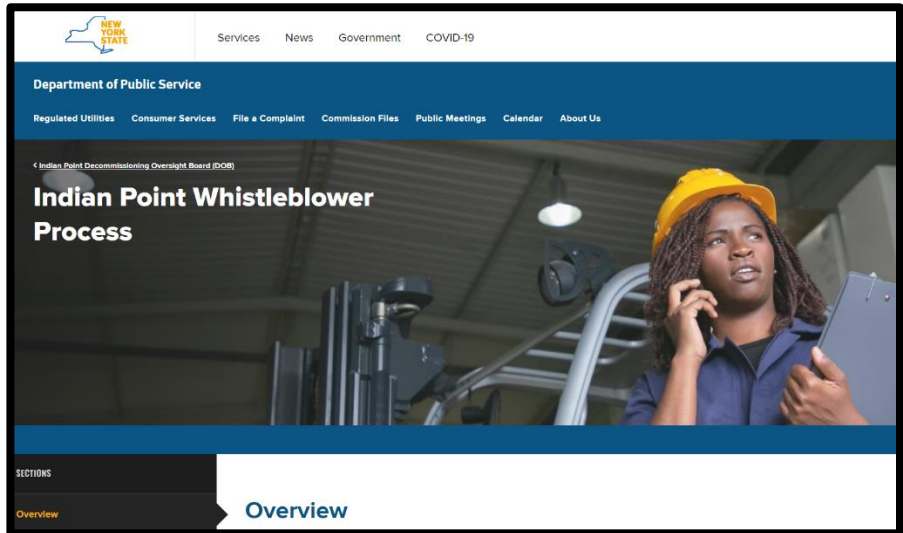 NEW
YORK
STATE
Services News Government COVID-19
Department of Public Service
Regulated Utilities Consumer Services File a Complaint Commission Files Public Meetings Calendar About Us
< Indian Point Decommissioning Oversight Board (DOB)
Indian Point Whistleblower
Process
SECTIONS
Overview
Overview